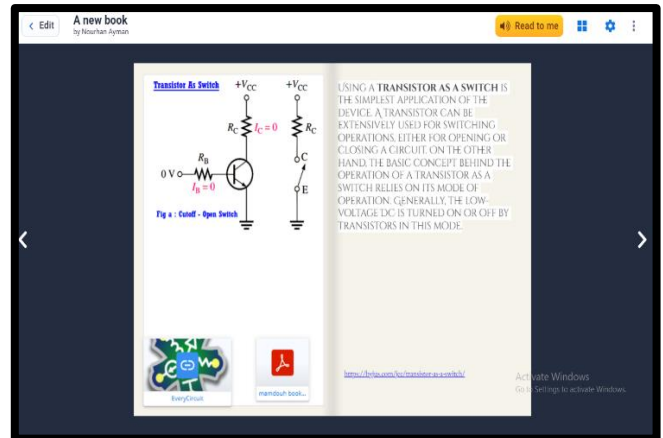 Edit
A new book
by Nourhan Ayman
Read to me
Transistor As Switch
+VCC
+VCC
RC
IC = 0
RC
RB
0 V
IB = 0
C
E
Fig a : Cutoff - Open Switch
USING A TRANSISTOR AS A SWITCH IS
THE SIMPLEST APPLICATION OF THE
DEVICE. A TRANSISTOR CAN BE
EXTENSIVELY USED FOR SWITCHING
OPERATIONS, EITHER FOR OPENING OR
CLOSING A CIRCUIT. ON THE OTHER
HAND, THE BASIC CONCEPT BEHIND THE
OPERATION OF A TRANSISTOR AS A
SWITCH RELIES ON ITS MODE OF
OPERATION. GENERALLY, THE LOW-
VOLTAGE DC IS TURNED ON OR OFF BY
TRANSISTORS IN THIS MODE.
EveryCircuit
mamdouh book...
https://byjus.com/jee/transistor-as-a-switch/
Activate Windows
Go to Settings to activate Windows.